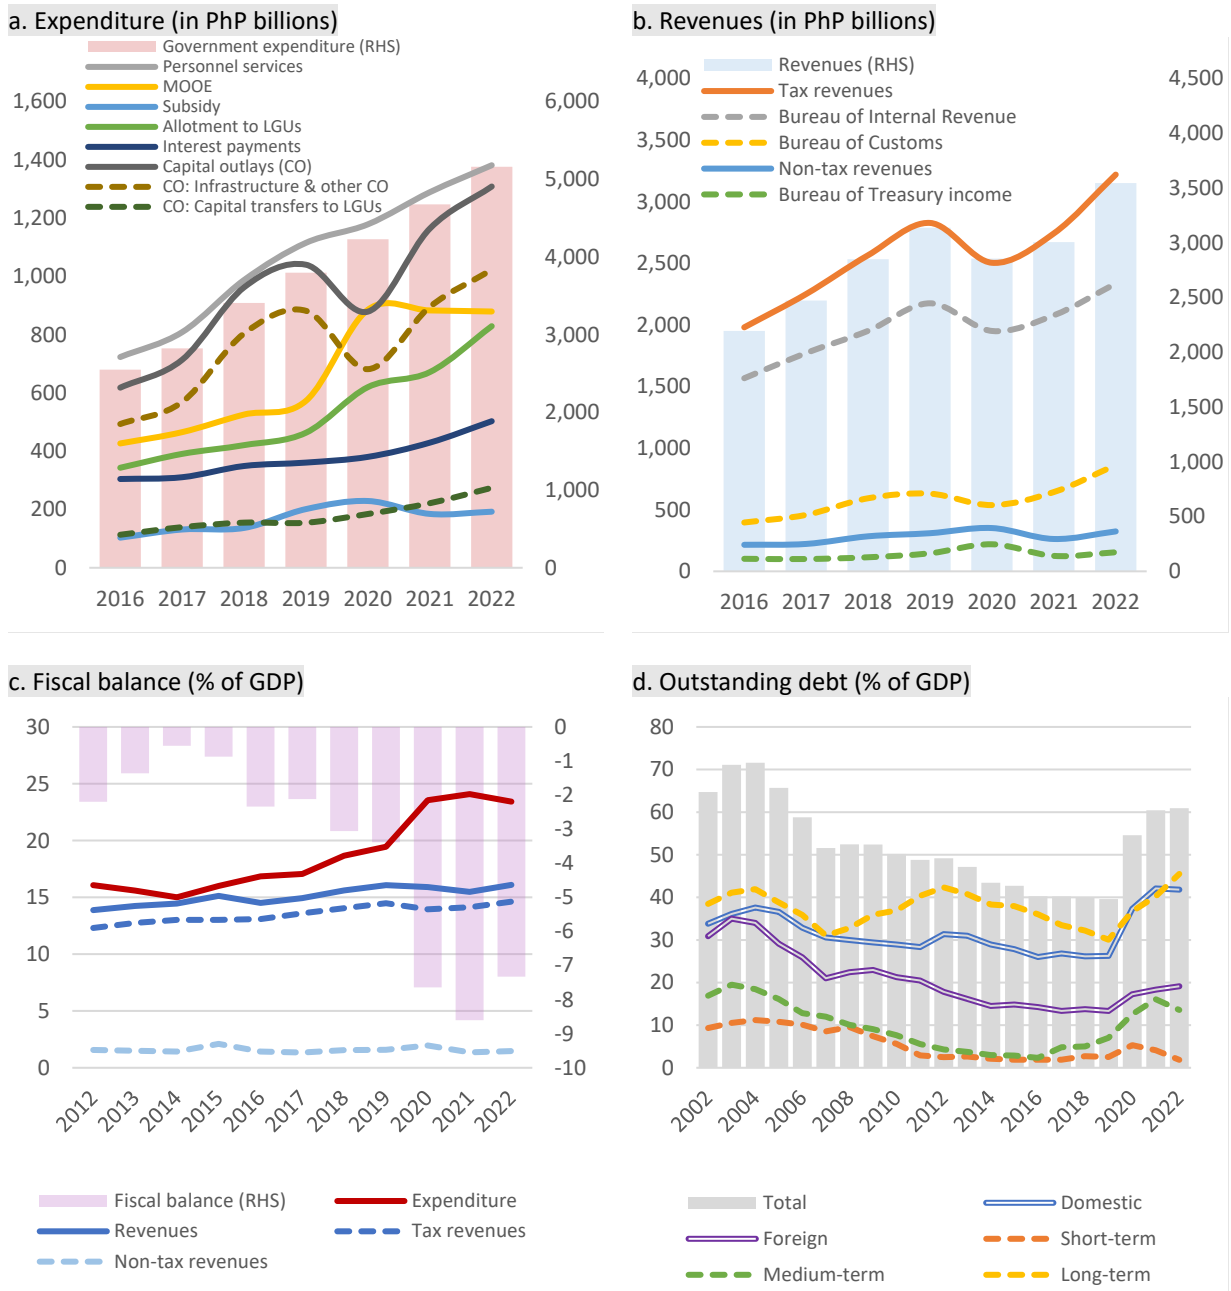 a. Expenditure (in PhP billions)
Government expenditure (RHS)
Personnel services
MOOE
Subsidy
Allotment to LGUs
Interest payments
Capital outlays (CO)
CO: Infrastructure & other CO
CO: Capital transfers to LGUs
1,600
1,400
1,200
1,000
800
600
400
200
0
6,000
5,000
4,000
3,000
2,000
1,000
0
2016 2017 2018 2019 2020 2021 2022
b. Revenues (in PhP billions)
Revenues (RHS)
Tax revenues
Bureau of Internal Revenue
Bureau of Customs
Non-tax revenues
Bureau of Treasury income
4,000
3,500
3,000
2,500
2,000
1,500
1,000
500
0
4,500
4,000
3,500
3,000
2,500
2,000
1,500
1,000
500
0
2016 2017 2018 2019 2020 2021 2022
c. Fiscal balance (% of GDP)
30
25
20
15
10
5
0
0
-1
-2
-3
-4
-5
-6
-7
-8
-9
-10
2012 2013 2014 2015 2016 2017 2018 2019 2020 2021 2022
Fiscal balance (RHS) Expenditure
Revenues Tax revenues
Non-tax revenues
d. Outstanding debt (% of GDP)
80
70
60
50
40
30
20
10
0
2002 2004 2006 2008 2010 2012 2014 2016 2018 2020 2022
Total Domestic
Foreign Short-term
Medium-term Long-term